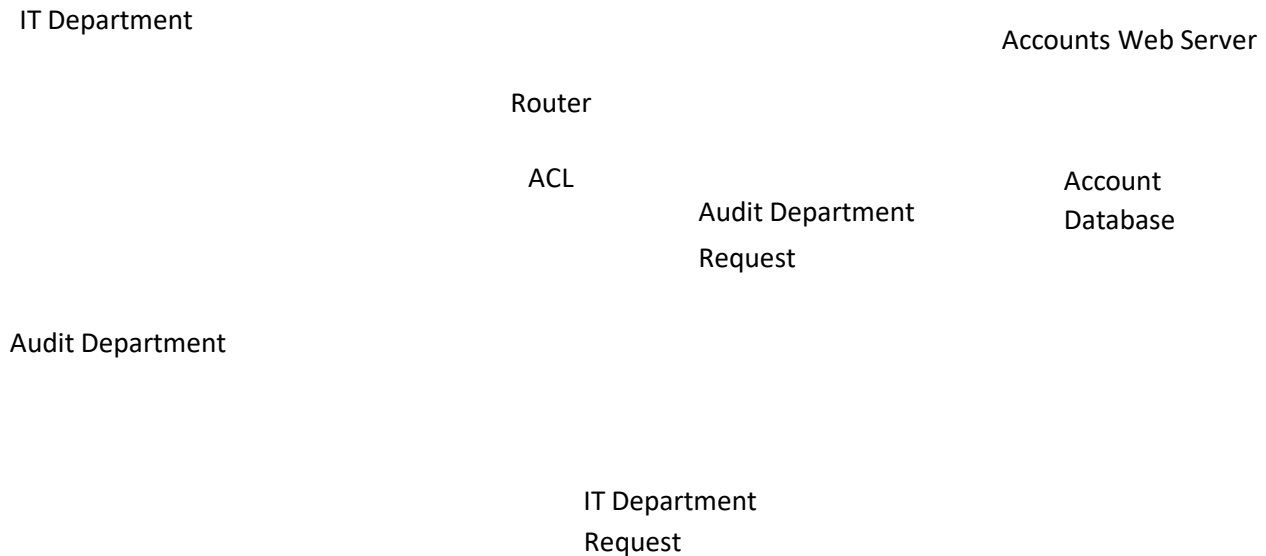 IT Department
Accounts Web Server
Router
ACL
Account
Database
Audit Department
Request
Audit Department
IT Department
Request